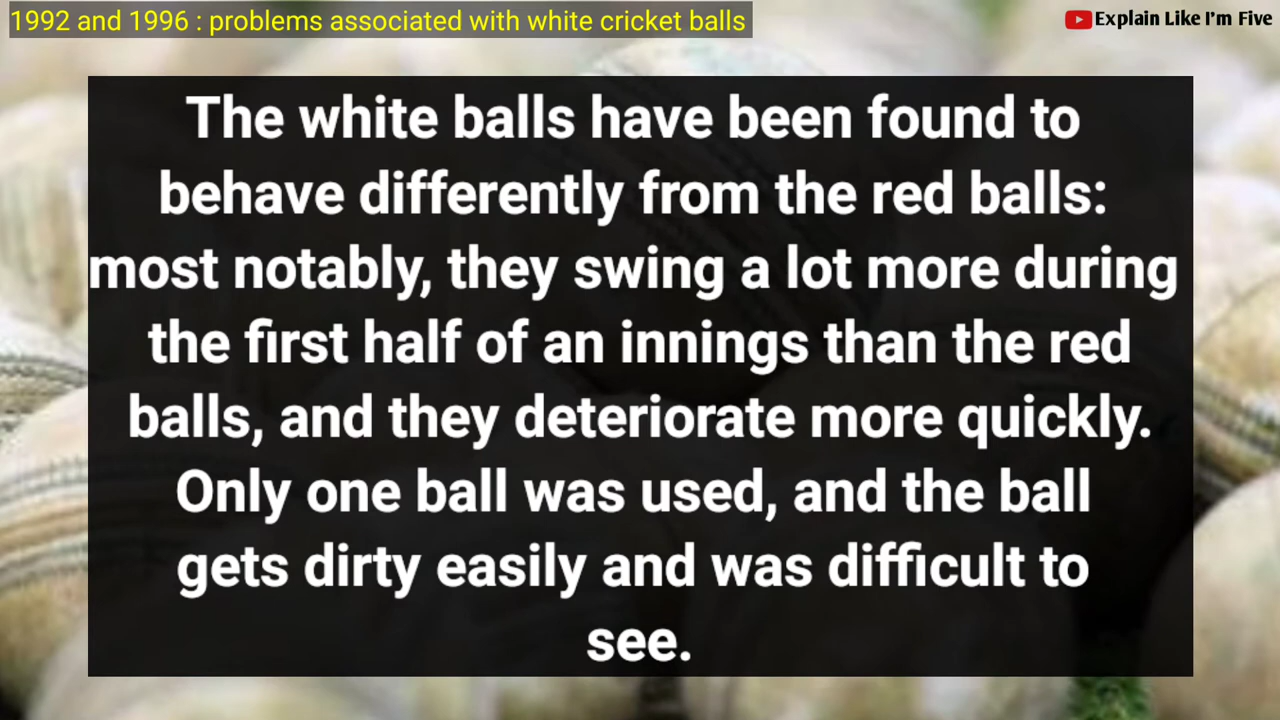 1992 and 1996 : problems associated with white cricket balls
Explain Like I'm Five
The white balls have been found to
behave differently from the red balls:
most notably, they swing a lot more during
the first half of an innings than the red
balls, and they deteriorate more quickly.
Only one ball was used, and the ball
gets dirty easily and was difficult to
see.